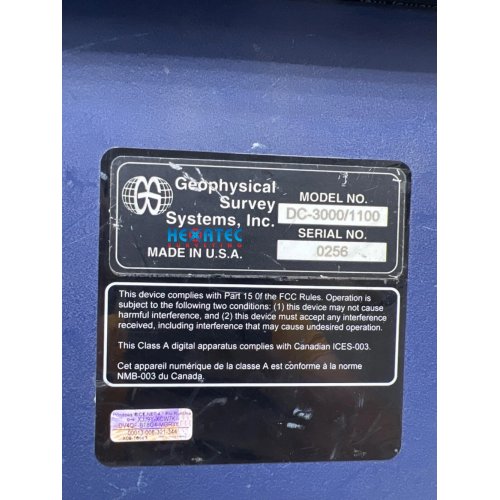 Geophysical
Survey
Systems, Inc.
MADE IN U.S.A.
MODEL NO.
DC-3000/1100
SERIAL NO.
0256
HEXATEC
SURVEYING
This device complies with Part 15 0f the FCC Rules. Operation is
subject to the following two conditions: (1) this device may not cause
harmful interference, and (2) this device must accept any interference
received, including interference that may cause undesired operation.
This Class A digital apparatus complies with Canadian ICES-003.
Cet appareil numérique de la classe A est conforme à la norme
NMB-003 du Canada.